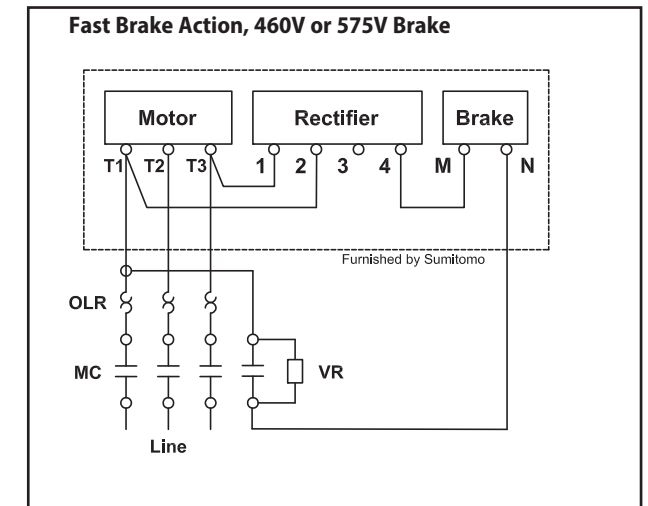 Fast Brake Action, 460V or 575V Brake
Motor Rectifier Brake
T1 T2 T3 1 2 3 4 M N
Furnished by Sumitomo
OLR
MC VR
Line